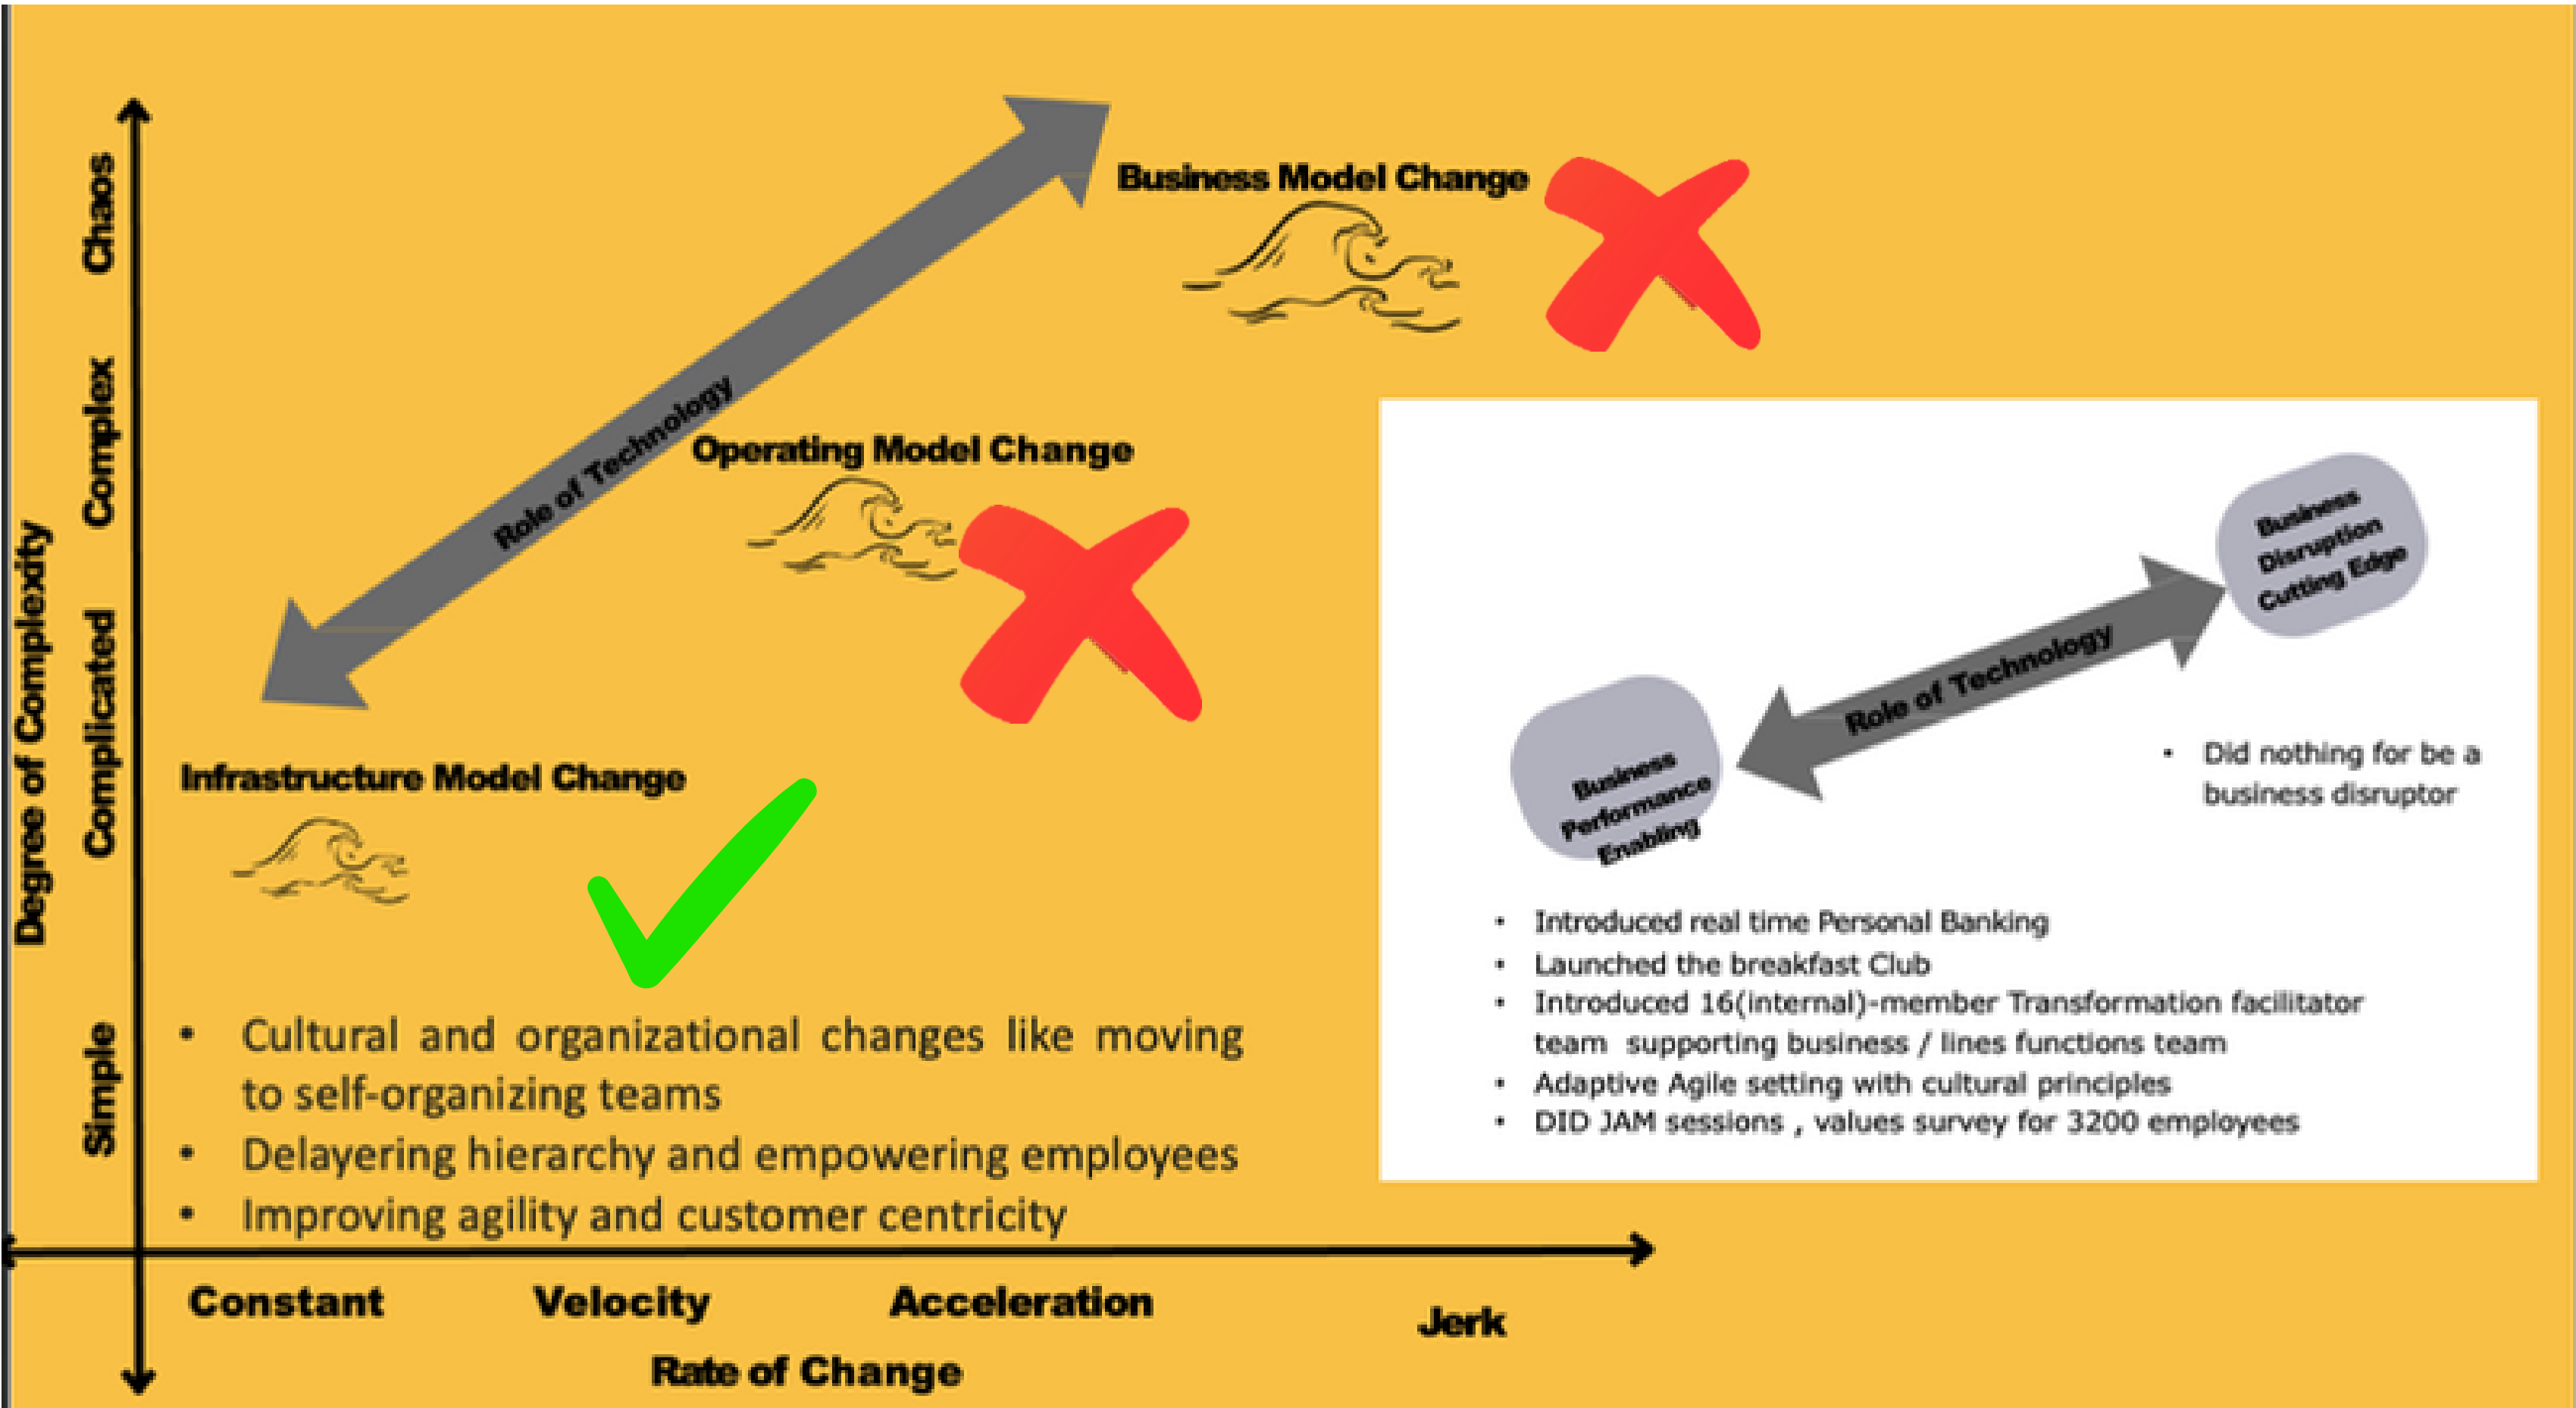 Business Model Change
Operating Model Change
Infrastructure Model Change
Role of Technology
Degree of Complexity
Chaos
Complex
Complicated
Simple
• Cultural and organizational changes like moving
to self-organizing teams
• Delayering hierarchy and empowering employees
• Improving agility and customer centricity
Constant
Velocity
Acceleration
Jerk
Rate of Change
Business
Disruption
Cutting Edge
Role of Technology
Business
Performance
Enabling
• Did nothing for be a
business disruptor
• Introduced real time Personal Banking
• Launched the breakfast Club
• Introduced 16(internal)-member Transformation facilitator
team supporting business / lines functions team
• Adaptive Agile setting with cultural principles
• DID JAM sessions , values survey for 3200 employees